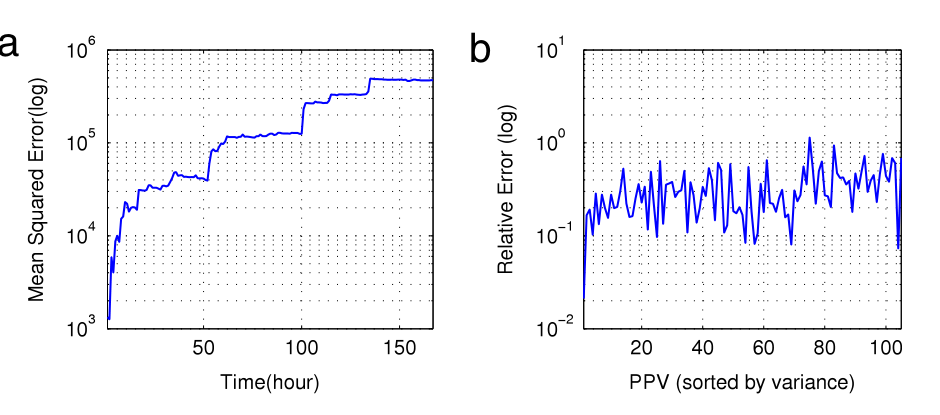 a
Mean Squared Error(log)
10^6
10^5
10^4
10^3
50 100 150
Time(hour)
b
Relative Error (log)
10^1
10^0
10^−1
10^−2
20 40 60 80 100
PPV (sorted by variance)